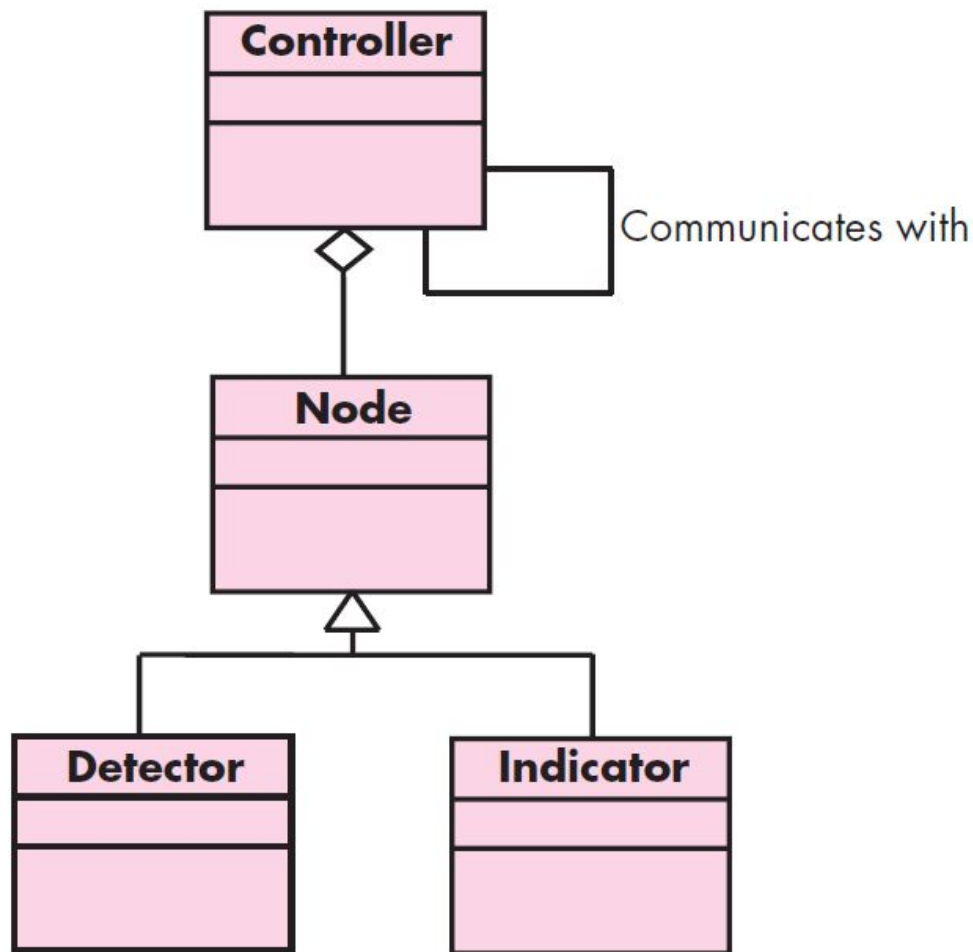 Controller
Communicates with
Node
Detector
Indicator